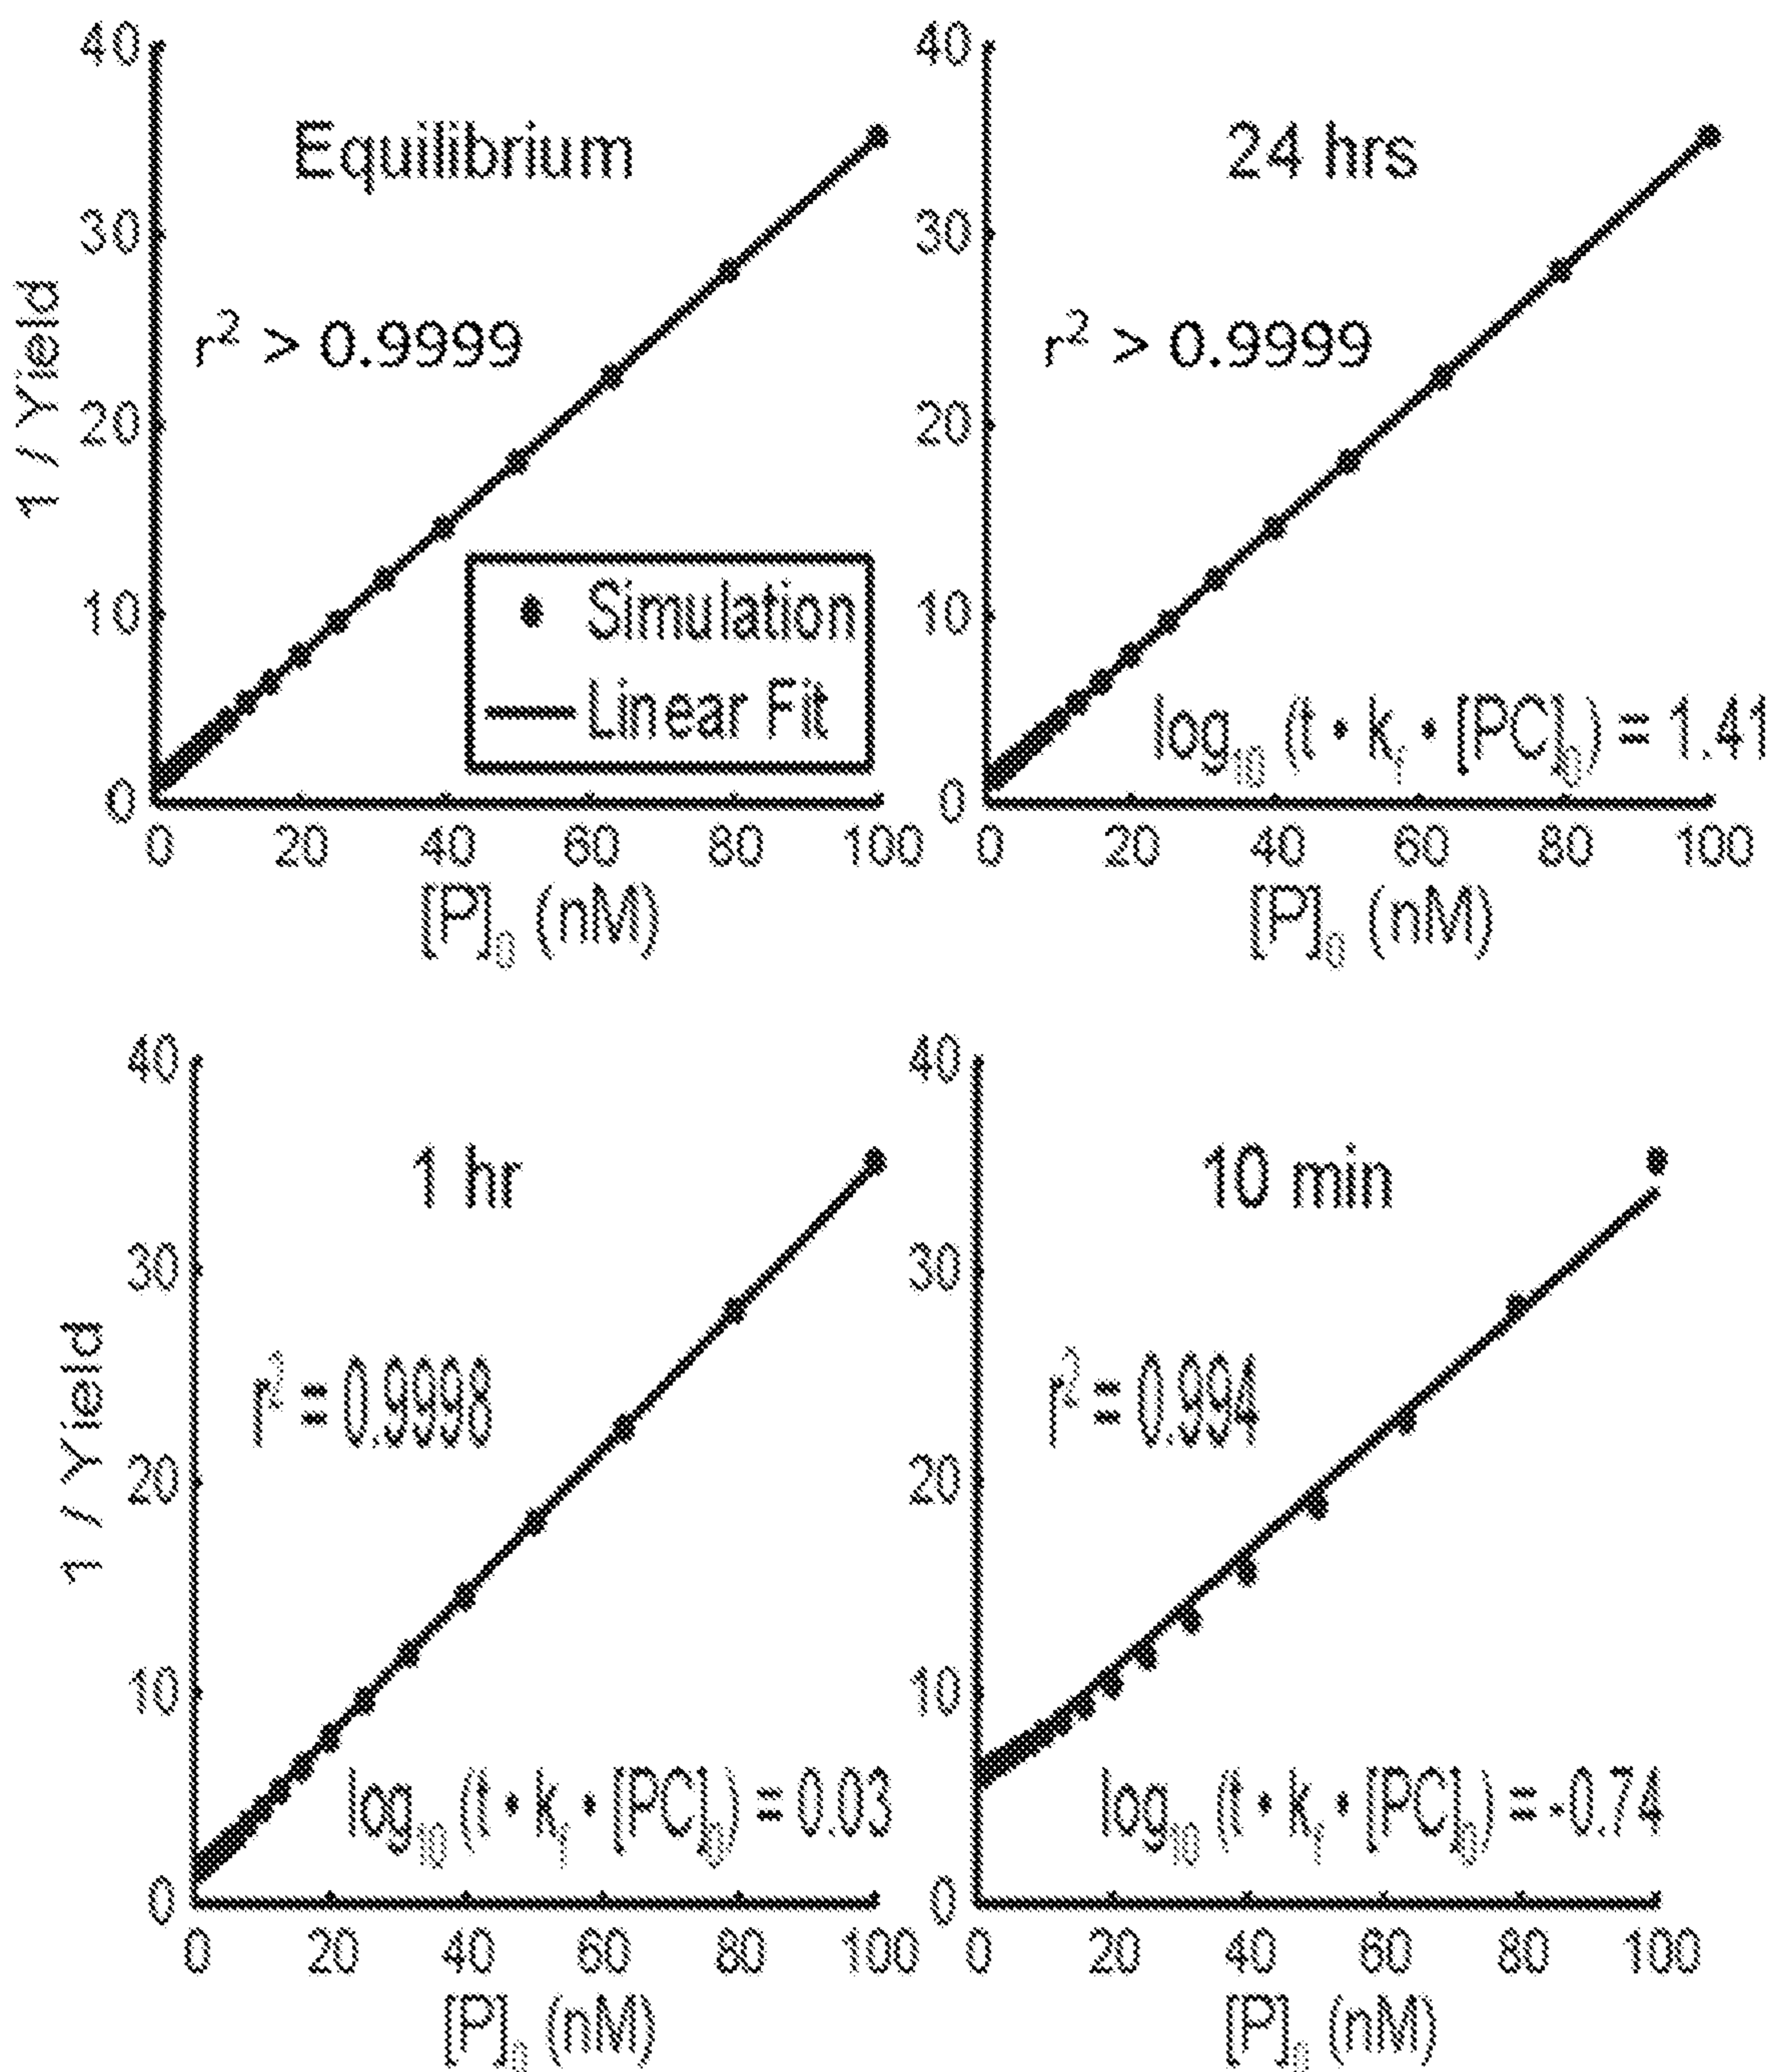 40
30
20
10
0
1 / Yield
Equilibrium
r² > 0.9999
Simulation
Linear Fit
0 20 40 60 80 100
[P]₀ (nM)
40
30
20
10
0
24 hrs
r² > 0.9999
log₁₀ (t • k_f • [PC]₀) = 1.41
0 20 40 60 80 100
[P]₀ (nM)
40
30
20
10
0
1 / Yield
1 hr
r² = 0.9998
log₁₀ (t • k_f • [PC]₀) = 0.03
0 20 40 60 80 100
[P]₀ (nM)
40
30
20
10
0
10 min
r² = 0.994
log₁₀ (t • k_f • [PC]₀) = -0.74
0 20 40 60 80 100
[P]₀ (nM)